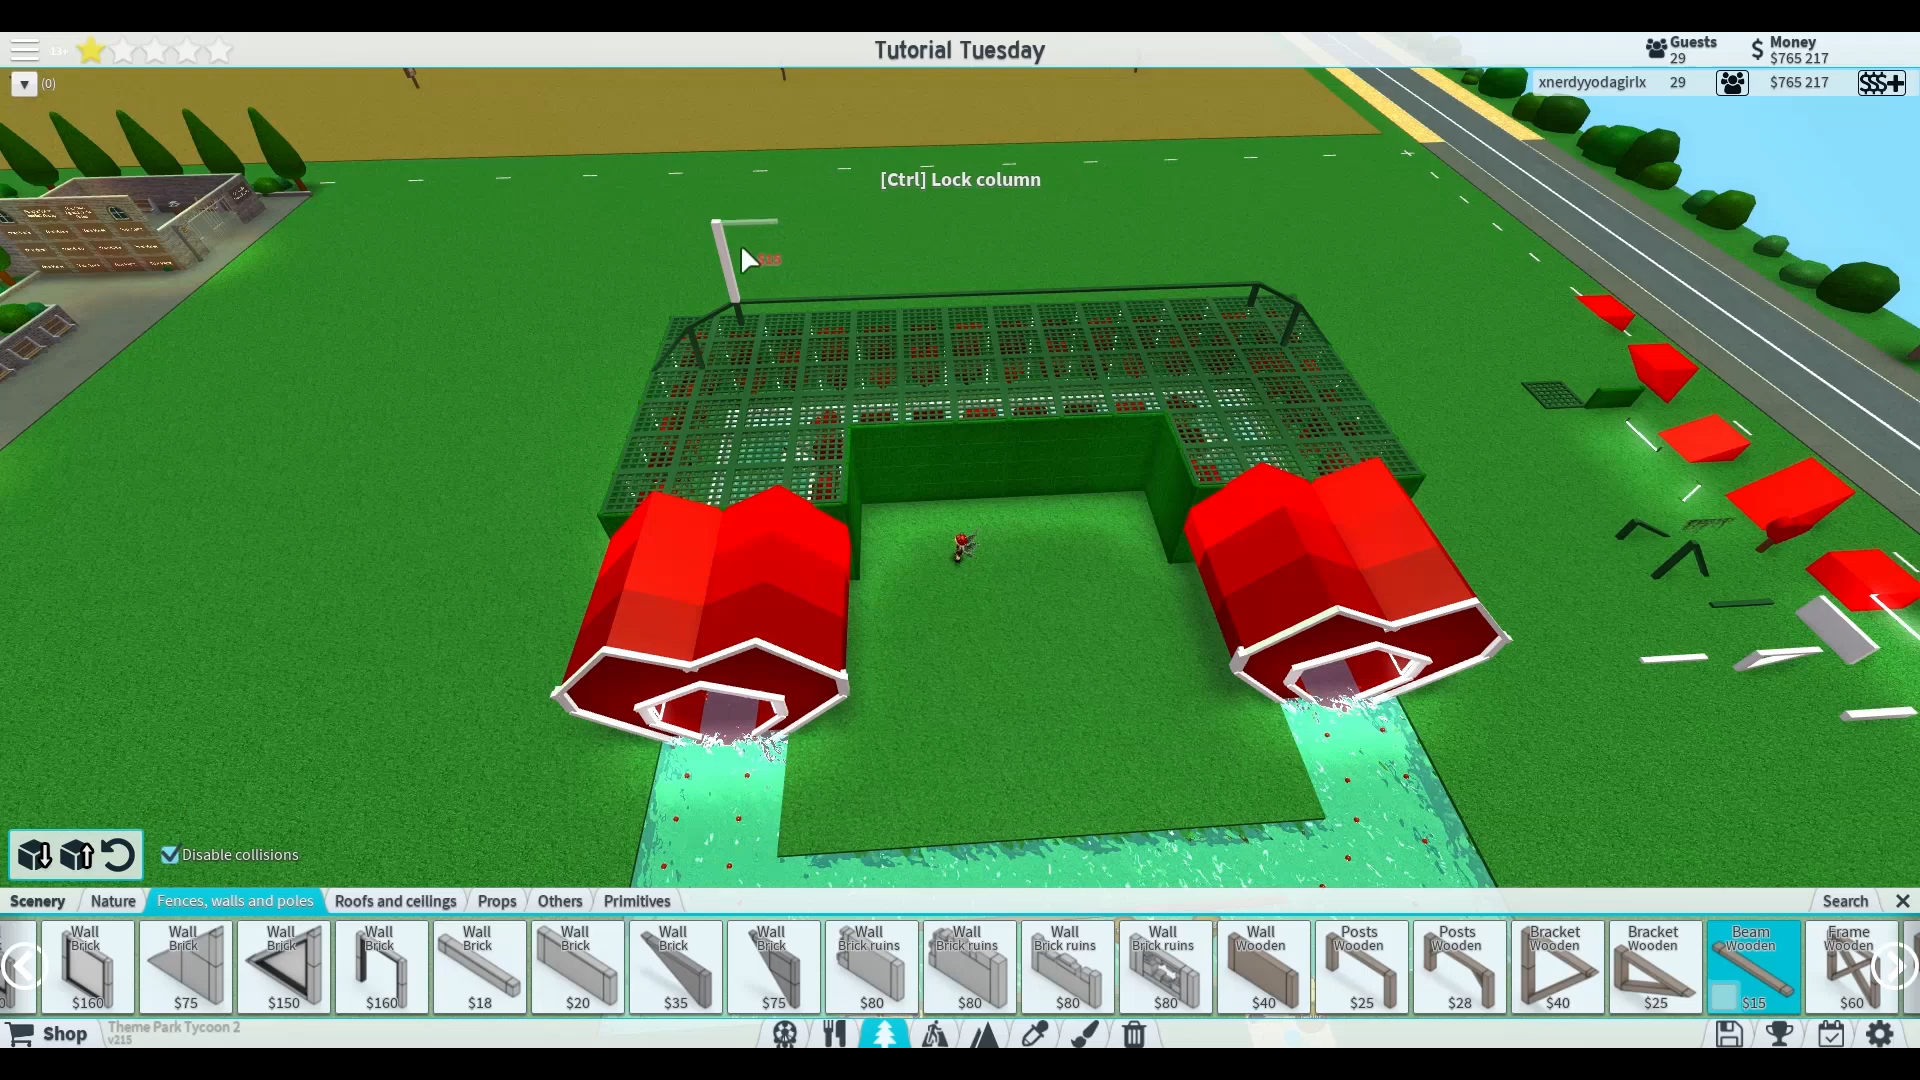 13+
Tutorial Tuesday
Guests
29
Money
$765 217
(0)
xnerdyyodagirlx 29 $765 217
[Ctrl] Lock column
$15
Disable collisions
Scenery Nature Fences, walls and poles Roofs and ceilings Props Others Primitives Search
Wall
Brick
$160
Wall
Brick
$75
Wall
Brick
$150
Wall
Brick
$160
Wall
Brick
$18
Wall
Brick
$20
Wall
Brick
$35
Wall
Brick
$75
Wall
Brick ruins
$80
Wall
Brick ruins
$80
Wall
Brick ruins
$80
Wall
Brick ruins
$80
Wall
Wooden
$40
Posts
Wooden
$25
Posts
Wooden
$28
Bracket
Wooden
$40
Bracket
Wooden
$25
Beam
Wooden
$15
Frame
Wooden
$60
Shop
Theme Park Tycoon 2
v215